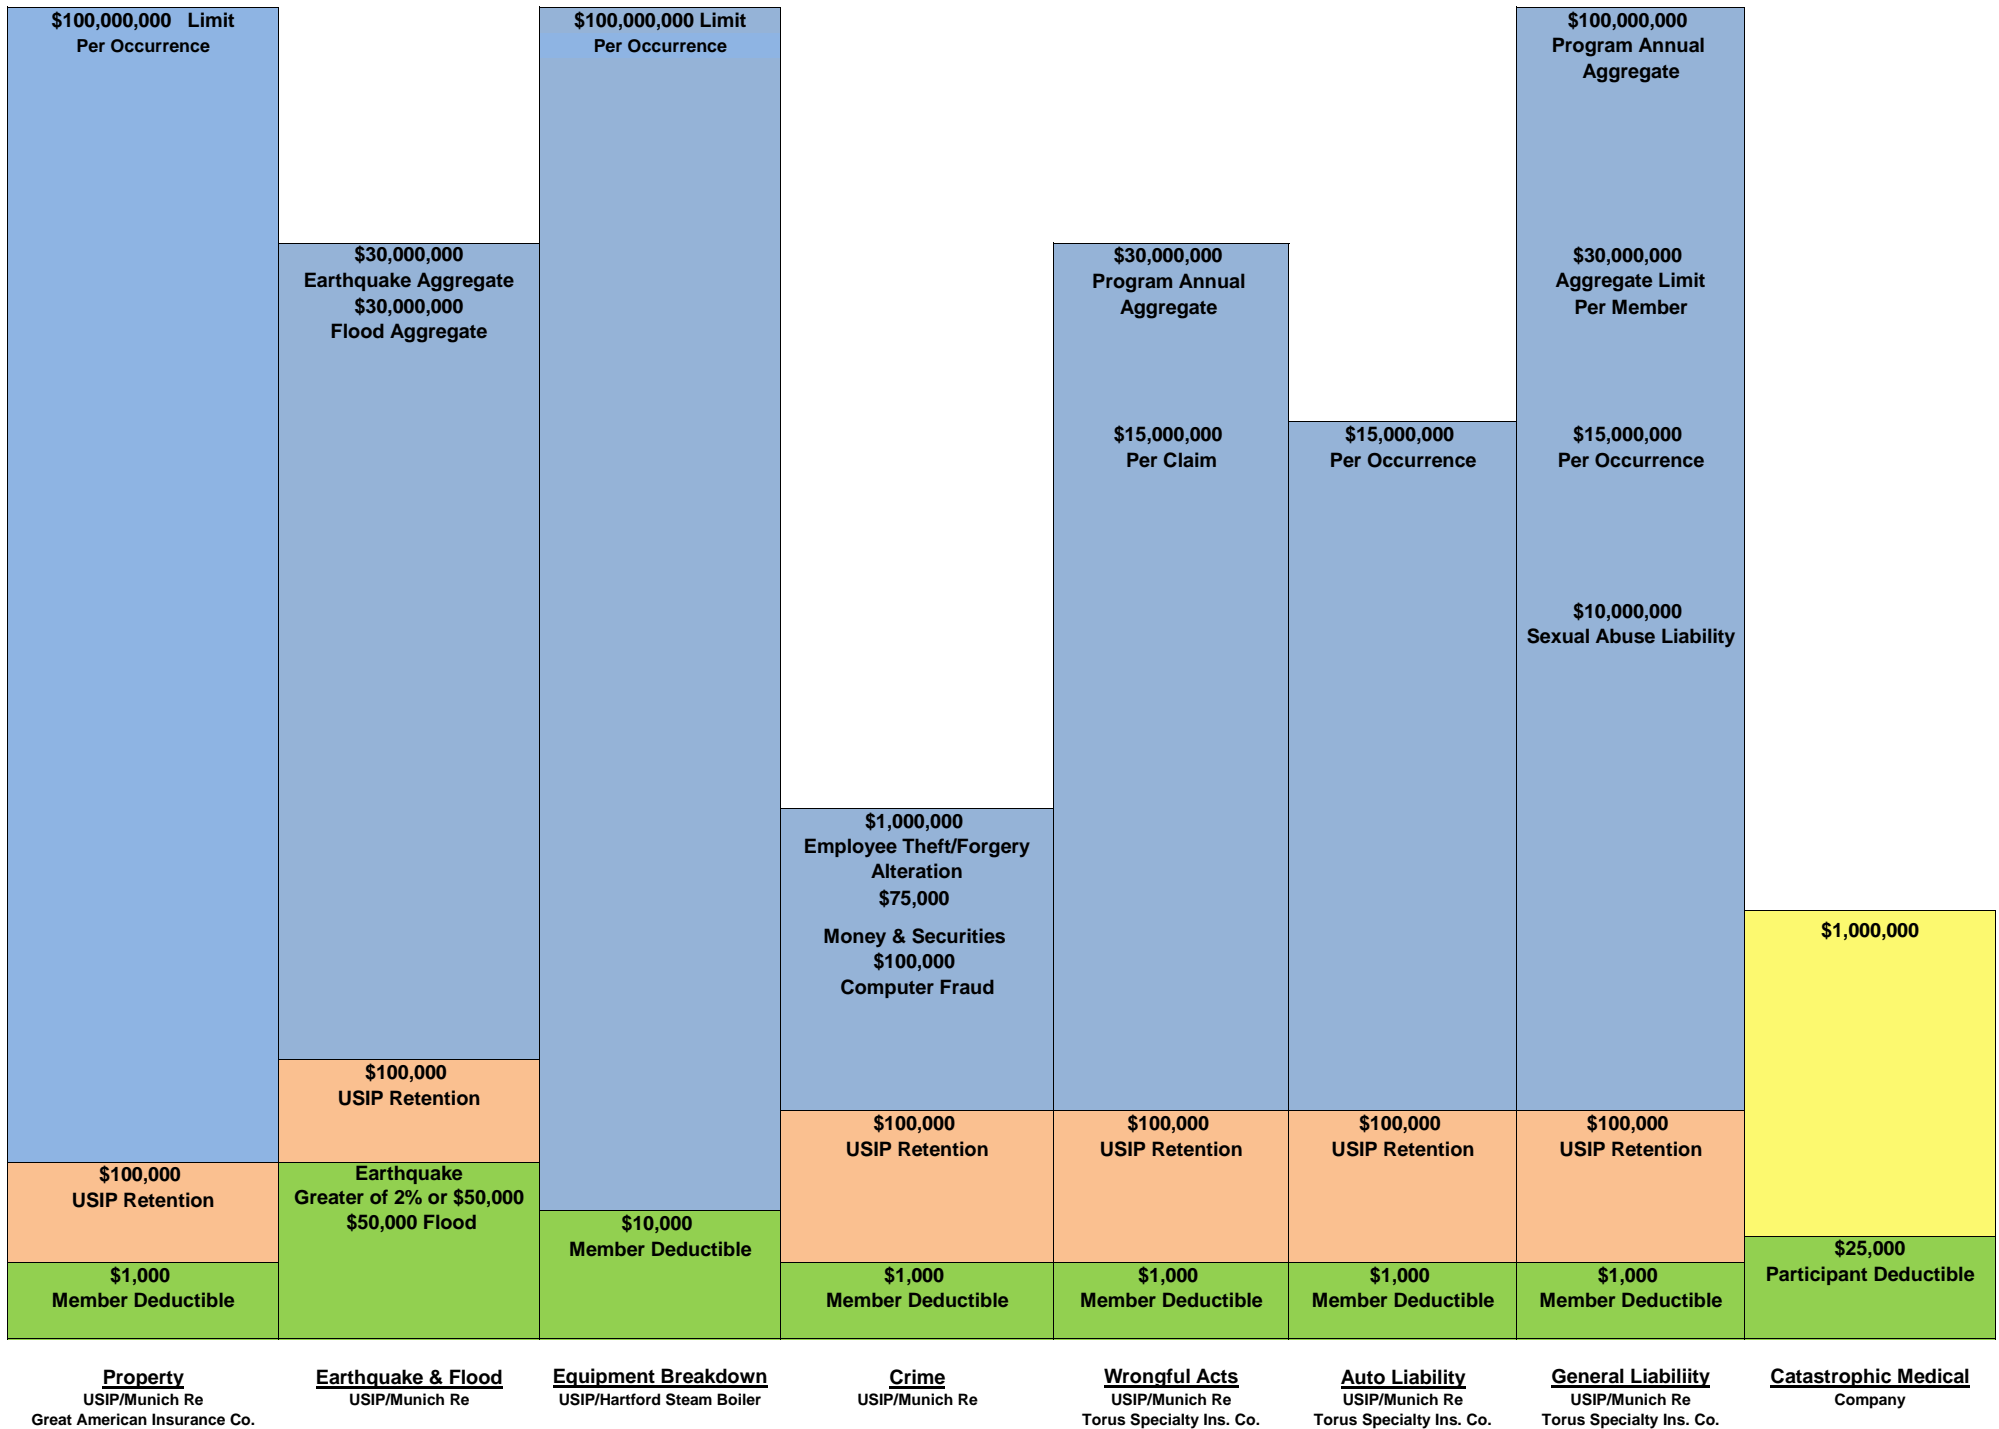 $100,000,000 Limit
Per Occurrence
$100,000
USIP Retention
$1,000
Member Deductible
Property
USIP/Munich Re
Great American Insurance Co.
$30,000,000
Earthquake Aggregate
$30,000,000
Flood Aggregate
$100,000
USIP Retention
Earthquake
Greater of 2% or $50,000
$50,000 Flood
Earthquake & Flood
USIP/Munich Re
$100,000,000 Limit
Per Occurrence
$10,000
Member Deductible
Equipment Breakdown
USIP/Hartford Steam Boiler
$1,000,000
Employee Theft/Forgery
Alteration
$75,000
Money & Securities
$100,000
Computer Fraud
$100,000
USIP Retention
$1,000
Member Deductible
Crime
USIP/Munich Re
$30,000,000
Program Annual
Aggregate
$15,000,000
Per Claim
$100,000
USIP Retention
$1,000
Member Deductible
Wrongful Acts
USIP/Munich Re
Torus Specialty Ins. Co.
$15,000,000
Per Occurrence
$100,000
USIP Retention
$1,000
Member Deductible
Auto Liability
USIP/Munich Re
Torus Specialty Ins. Co.
$100,000,000
Program Annual
Aggregate
$30,000,000
Aggregate Limit
Per Member
$15,000,000
Per Occurrence
$10,000,000
Sexual Abuse Liability
$100,000
USIP Retention
$1,000
Member Deductible
General Liabiliity
USIP/Munich Re
Torus Specialty Ins. Co.
$1,000,000
$25,000
Participant Deductible
Catastrophic Medical
Company